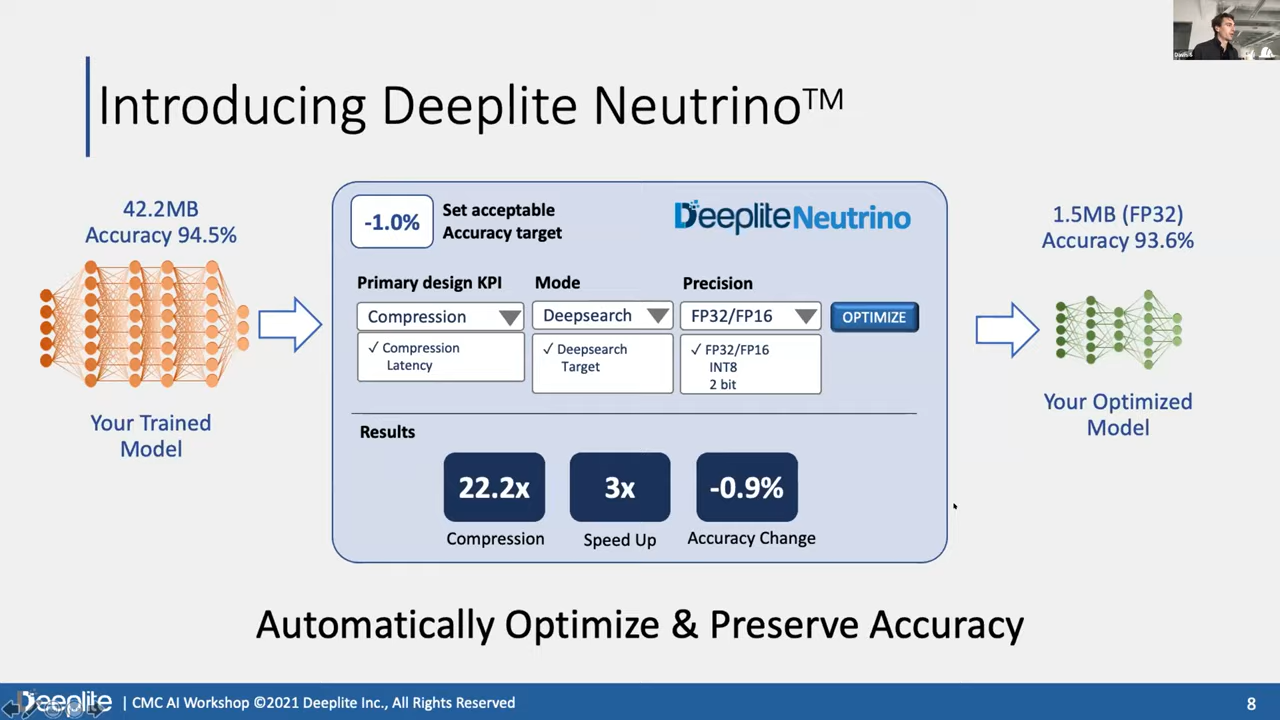 Introducing Deeplite Neutrino™
42.2MB
Accuracy 94.5%
Your Trained
Model
-1.0%
Set acceptable
Accuracy target
Deeplite Neutrino
Primary design KPI
Mode
Precision
Compression
Deepsearch
FP32/FP16
OPTIMIZE
✓ Compression
Latency
✓ Deepsearch
Target
✓ FP32/FP16
INT8
2 bit
Results
22.2x
3x
-0.9%
Compression
Speed Up
Accuracy Change
1.5MB (FP32)
Accuracy 93.6%
Your Optimized
Model
Automatically Optimize & Preserve Accuracy
Deeplite | CMC AI Workshop ©2021 Deeplite Inc., All Rights Reserved
8